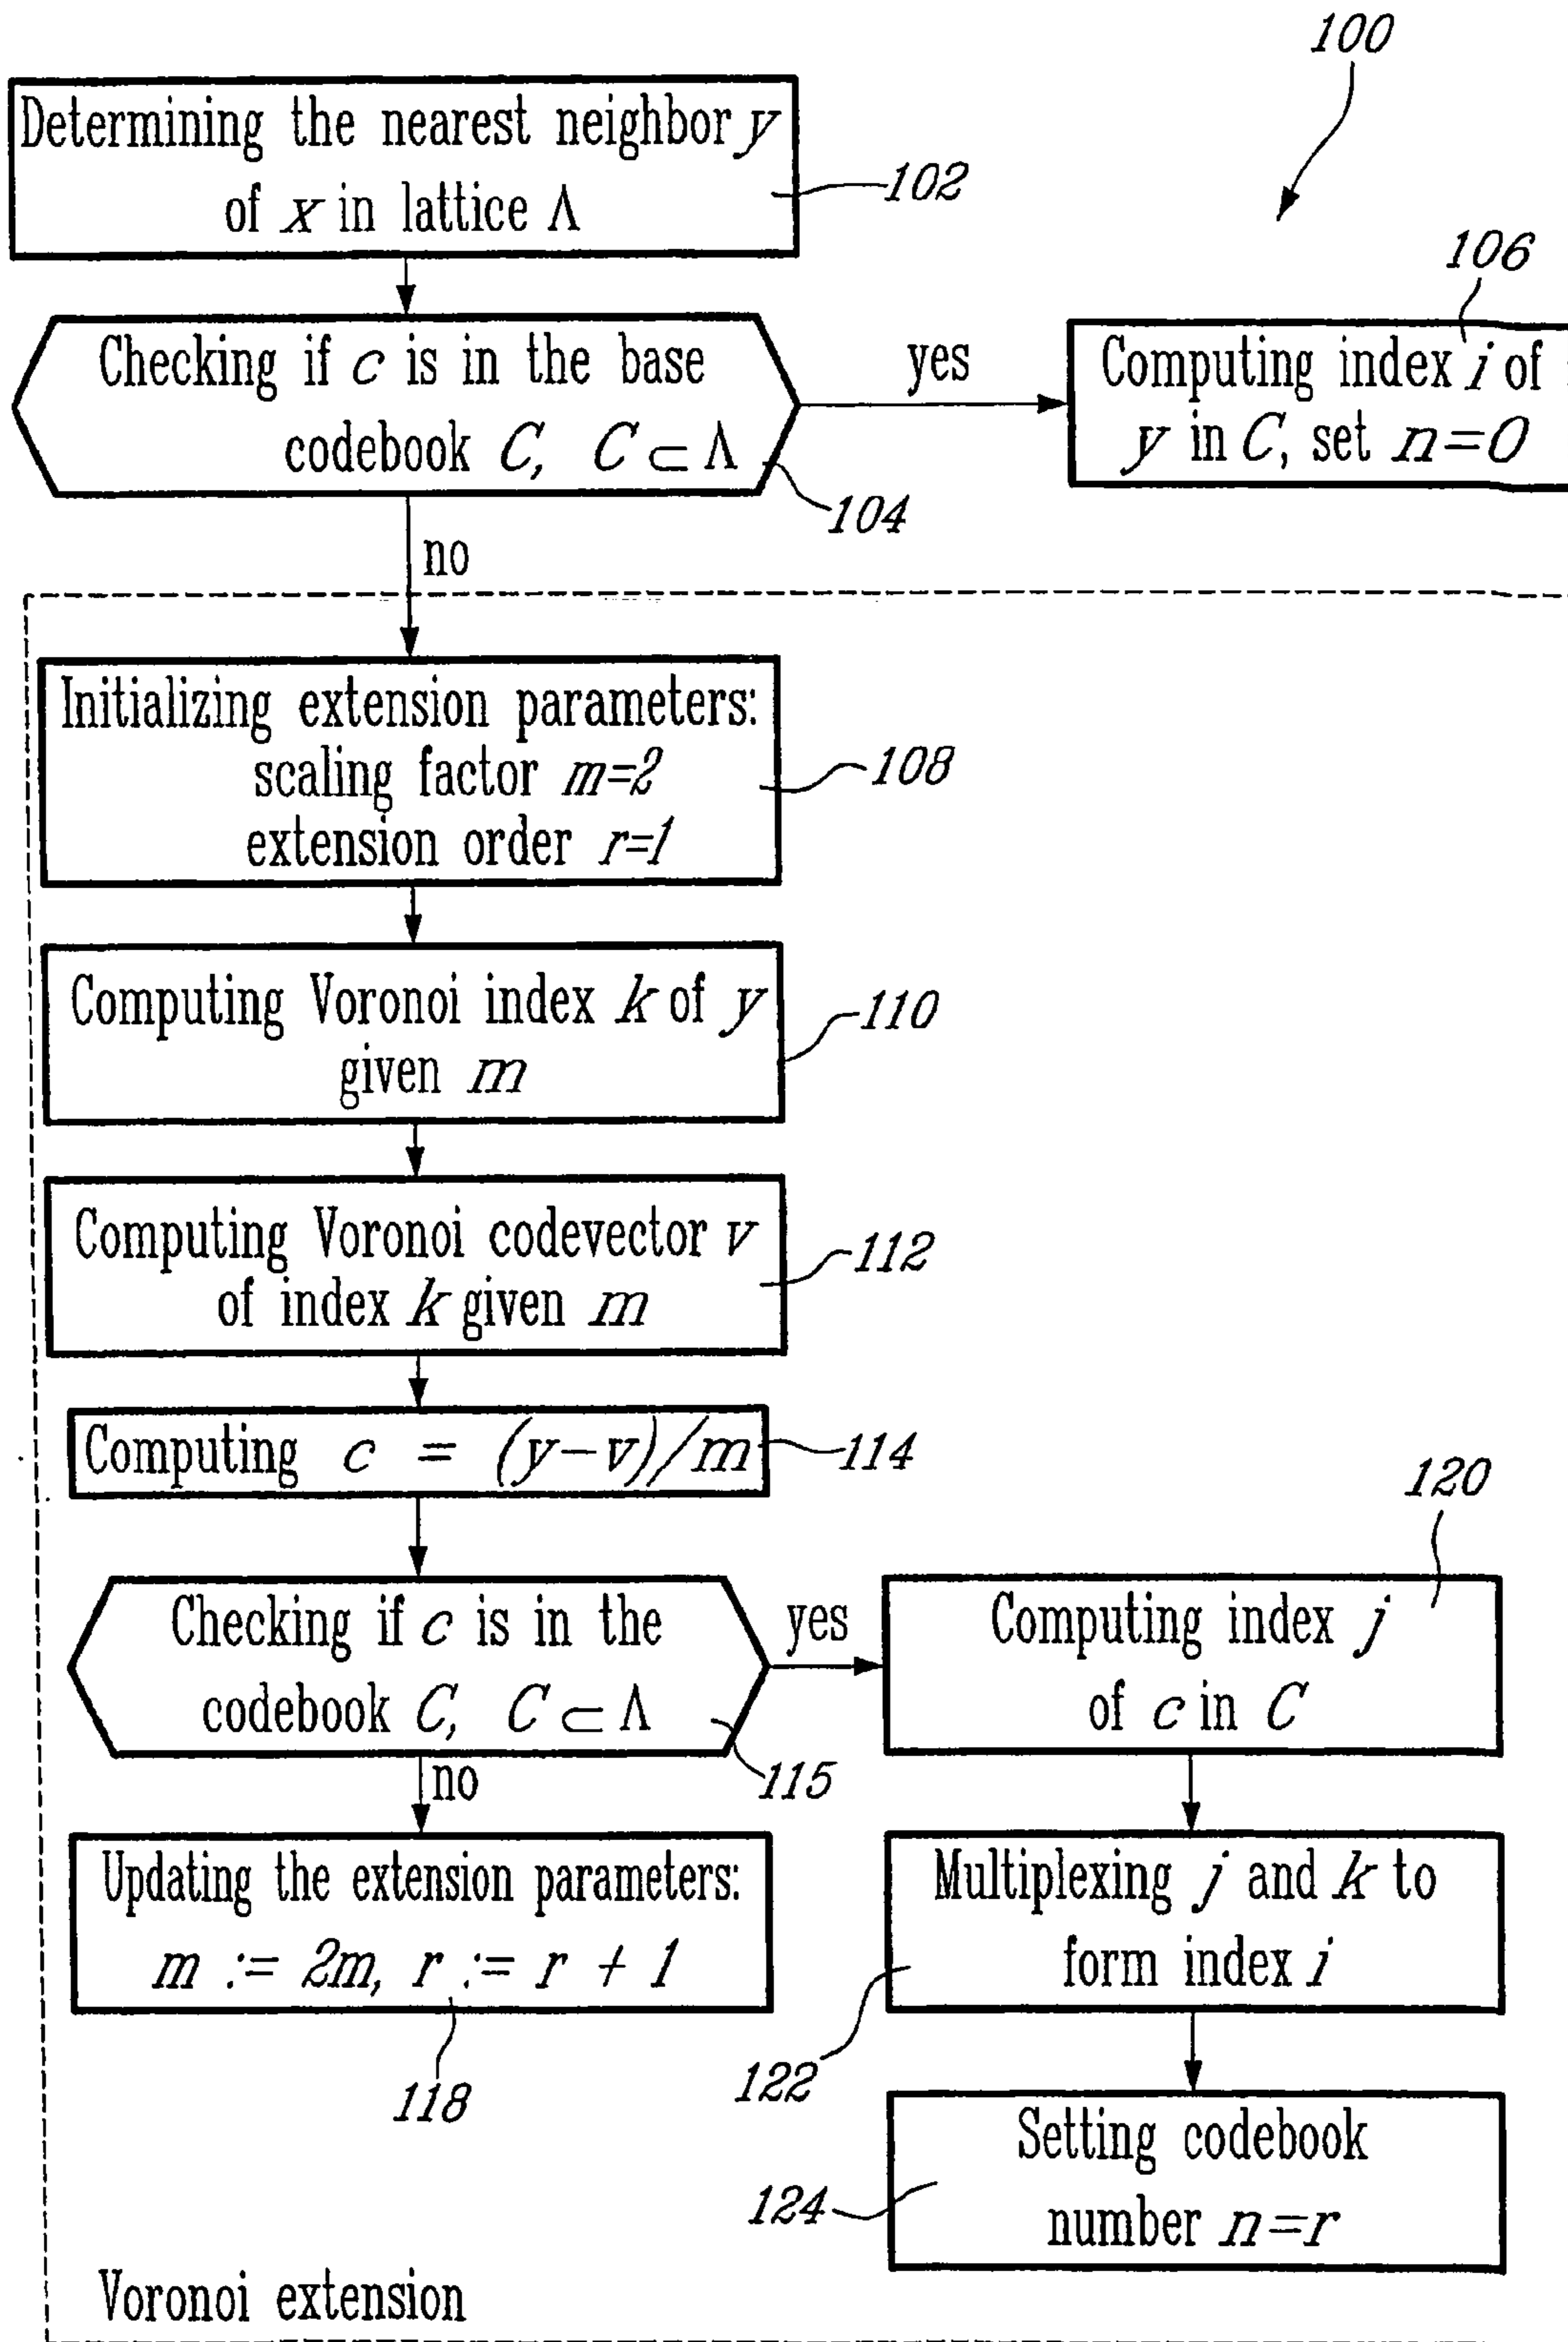 100
Determining the nearest neighbor y
of x in lattice Λ
102
Checking if c is in the base
codebook C, C ⊂ Λ
104
yes
106
Computing index i of
y in C, set n=0
no
Initializing extension parameters:
scaling factor m=2
extension order r=1
108
Computing Voronoi index k of y
given m
110
Computing Voronoi codevector v
of index k given m
112
Computing c = (y-v)/m
114
Checking if c is in the
codebook C, C ⊂ Λ
115
yes
120
Computing index j
of c in C
no
Updating the extension parameters:
m := 2m, r := r + 1
118
Multiplexing j and k to
form index i
122
Setting codebook
number n=r
124
Voronoi extension